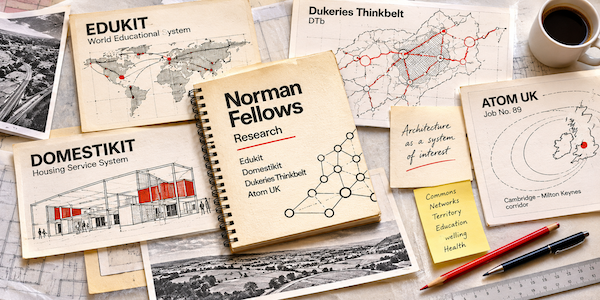 EDUKIT
World Educational System
Dukeries Thinkbelt
DTb
Norman
Fellows
Research
Edukit
Domestikit
Dukeries Thinkbelt
Atom UK
DOMESTIKIT
Housing Service System
Architecture
as a system
of interest
Commons
Networks
Territory
Education
welling
Health
ATOM UK
Job No. 89
Cambridge – Milton Keynes
corridor